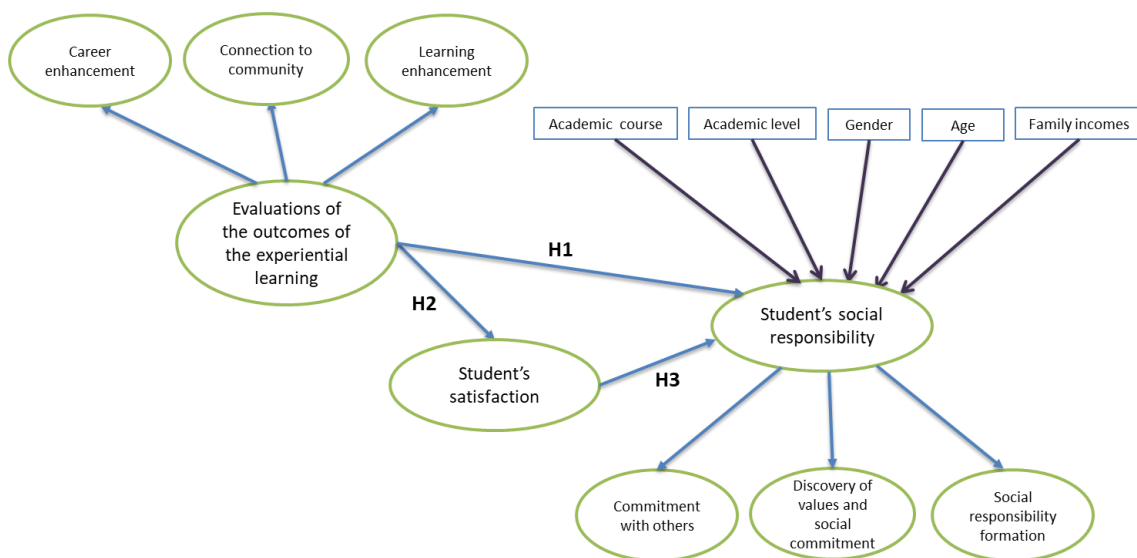 Career
enhancement
Connection to
community
Learning
enhancement
Academic course
Academic level
Gender
Age
Family incomes
Evaluations of
the outcomes of
the experiential
learning
H1
H2
Student’s social
responsibility
Student’s
satisfaction
H3
Commitment
with others
Discovery of
values and
social
commitment
Social
responsibility
formation